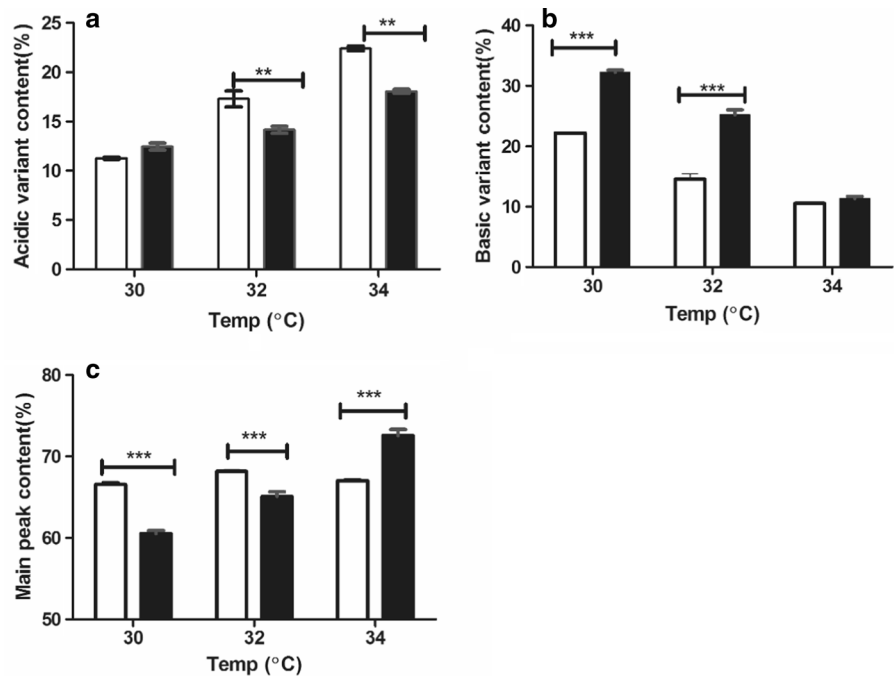 a
Acidic variant content(%)
25
20
15
10
5
0
**
**
30 32 34
Temp (°C)
b
Basic variant content(%)
40
30
20
10
0
***
***
30 32 34
Temp (°C)
c
Main peak content(%)
80
70
60
50
***
***
***
30 32 34
Temp (°C)